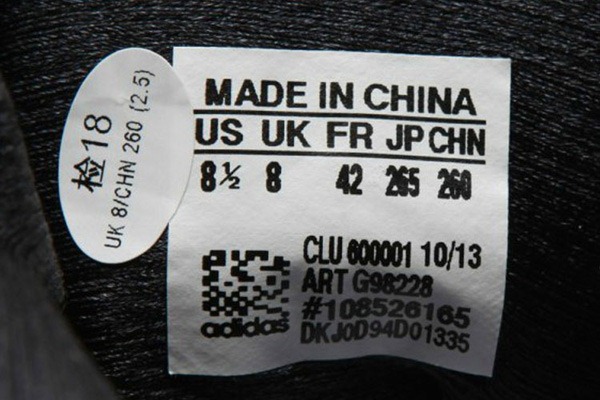 检18
UK 8/CHN 260 (2.5)
MADE IN CHINA
US UK FR JP CHN
8½ 8 42 265 260
CLU 600001 10/13
ART G98228
#108526165
adidas
DKJ0D94D01335